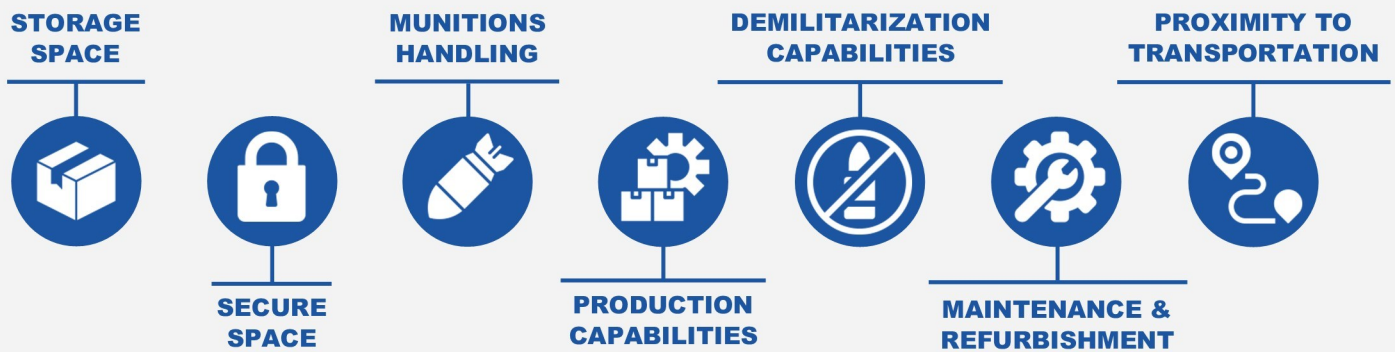 STORAGE
SPACE
SECURE
SPACE
MUNITIONS
HANDLING
PRODUCTION
CAPABILITIES
DEMILITARIZATION
CAPABILITIES
MAINTENANCE &
REFURBISHMENT
PROXIMITY TO
TRANSPORTATION